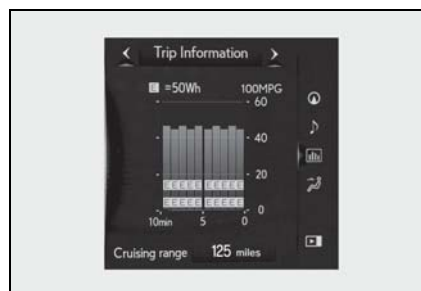 Trip Information
E =50Wh 100MPG
60
40
20
E E E E E E E E E E
E E E E E E E E E E
0
10min 5 0
Cruising range 125 miles